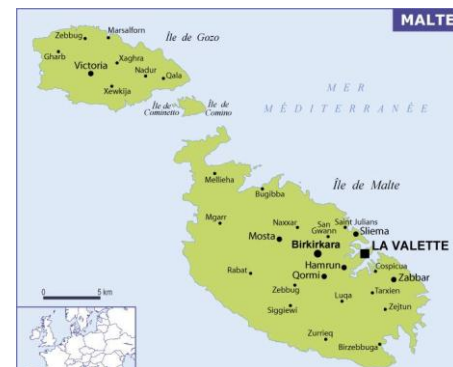 MALTE
Zebbug
Marsalforn
Île de Gozo
Gharb
Xaghra
Victoria
Nadur
Qala
Xewkija
MER
MÉDITERRANÉE
Île de
Cominetto
Île de
Comino
Mellieha
Île de Malte
Bugibba
Mgarr
Naxxar
San
Gwann
Saint Julians
Sliema
Mosta
Birkirkara
LA VALETTE
Hamrun
Cospicua
Rabat
Qormi
Zabbar
Zebbug
Luqa
Tarxien
Siggiewi
Zejtun
0
5 km
Zurrieq
Birzebbuga